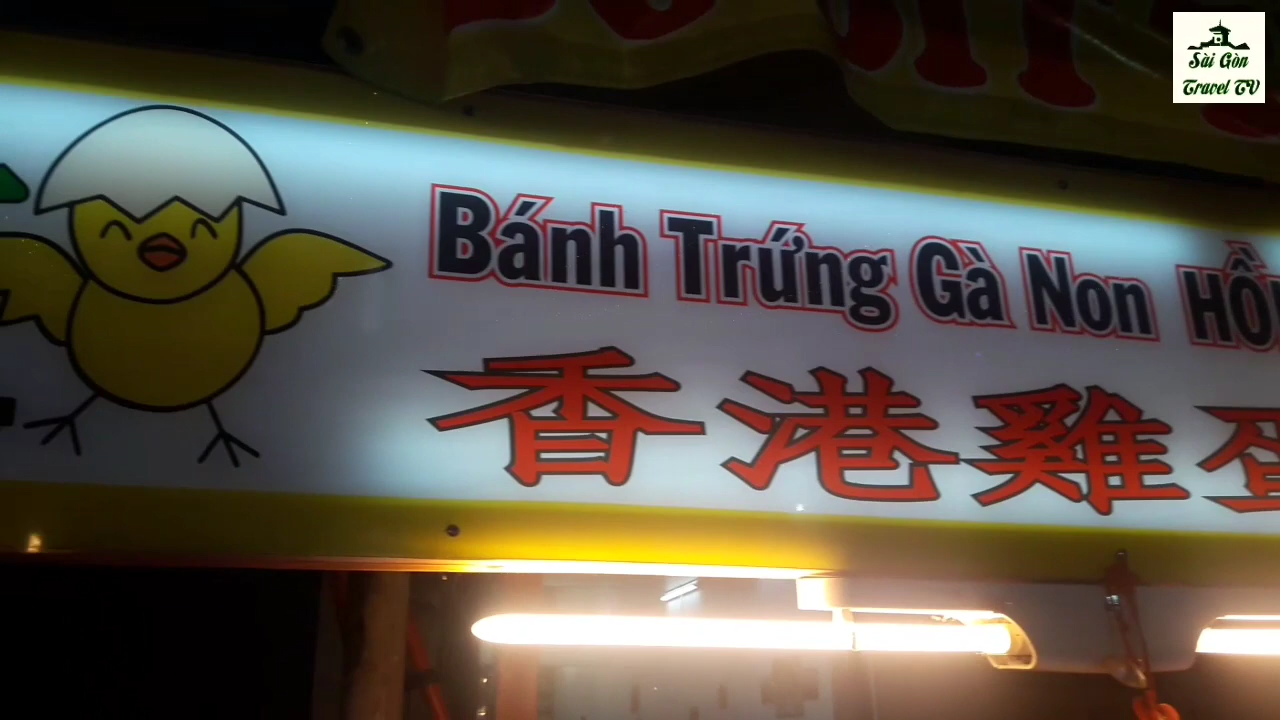 Sài Gòn
Travel TV
Bánh Trứng Gà Non
香港雞